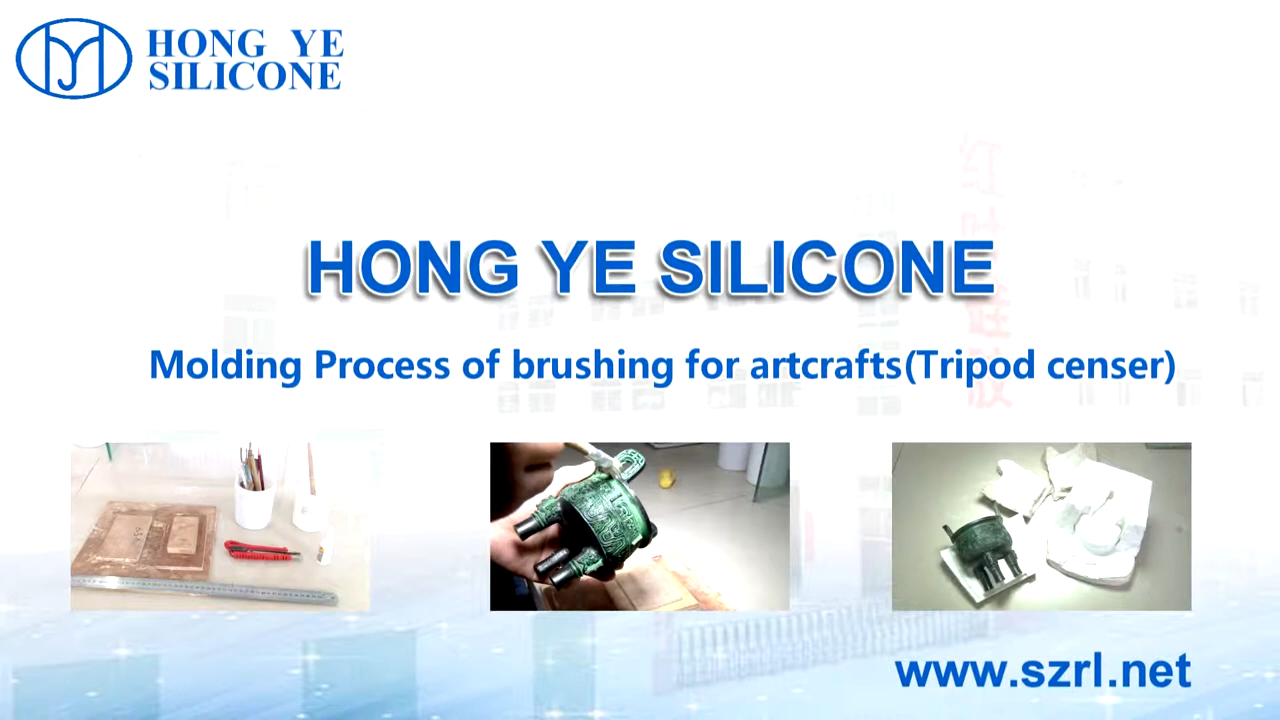 HONG YE
SILICONE
HONG YE SILICONE
Molding Process of brushing for artcrafts(Tripod censer)
www.szrl.net